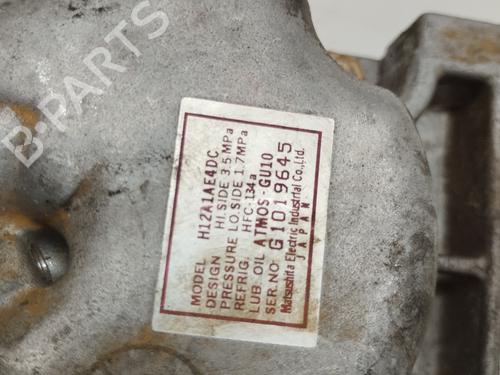 MODEL H12A1AE4DC
DESIGN HI.SIDE 3.5MPa
PRESSURE LO.SIDE 1.7MPa
REFRIG. HFC-134a
LUB. OIL ATMOS-GU10
SER.NO. G1019645
Matsushita Electric Industrial Co.,Ltd.
JAPAN
B-PARTS